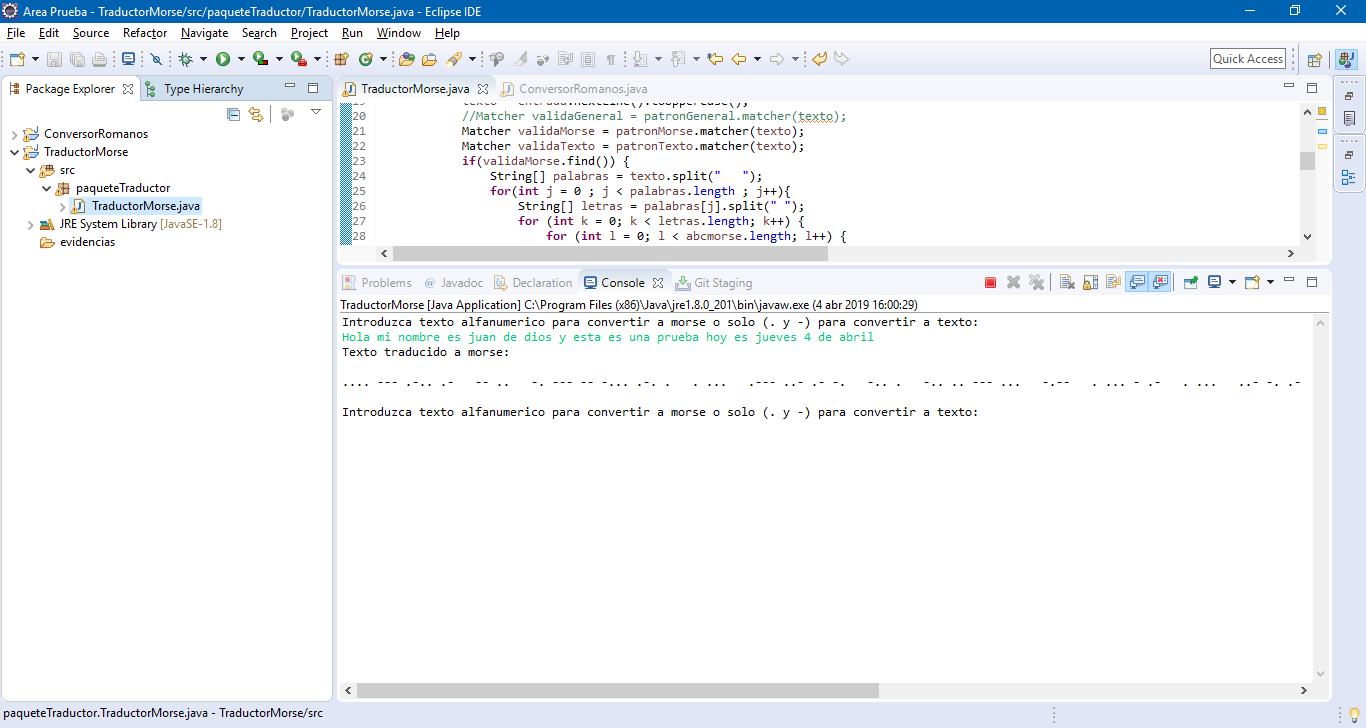 Area Prueba - TraductorMorse/src/paqueteTraductor/TraductorMorse.java - Eclipse IDE
File Edit Source Refactor Navigate Search Project Run Window Help
Quick Access
Package Explorer Type Hierarchy
ConversorRomanos
TraductorMorse
src
paqueteTraductor
TraductorMorse.java
JRE System Library [JavaSE-1.8]
evidencias
TraductorMorse.java ConversorRomanos.java
20 //Matcher validaGeneral = patronGeneral.matcher(texto);
21 Matcher validaMorse = patronMorse.matcher(texto);
22 Matcher validaTexto = patronTexto.matcher(texto);
23 if(validaMorse.find()) {
24 String[] palabras = texto.split("   ");
25 for(int j = 0 ; j < palabras.length ; j++){
26 String[] letras = palabras[j].split(" ");
27 for (int k = 0; k < letras.length; k++) {
28 for (int l = 0; l < abcmorse.length; l++) {
Problems @ Javadoc Declaration Console Git Staging
TraductorMorse [Java Application] C:\Program Files (x86)\Java\jre1.8.0_201\bin\javaw.exe (4 abr 2019 16:00:29)
Introduzca texto alfanumerico para convertir a morse o solo (. y -) para convertir a texto:
Hola mi nombre es juan de dios y esta es una prueba hoy es jueves 4 de abril
Texto traducido a morse:
.... --- .-.. .-   -- ..   -. --- -- -... .-. .   . ...   .--- ..- .- -.   -.. .   -.. .. --- ...   -.--   . ... - .-   . ...   ..- -. .-
Introduzca texto alfanumerico para convertir a morse o solo (. y -) para convertir a texto:
paqueteTraductor.TraductorMorse.java - TraductorMorse/src